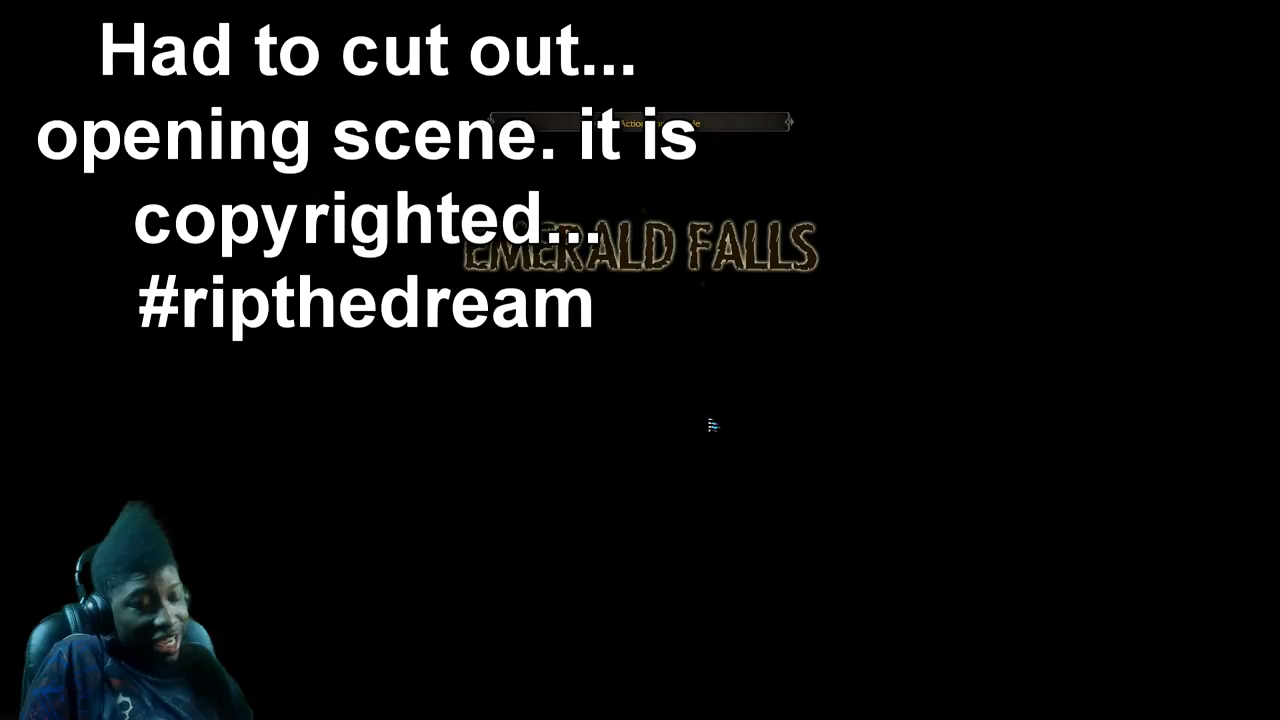 Had to cut out...
opening scene. it is
copyrighted...
#ripthedream
EMERALD FALLS